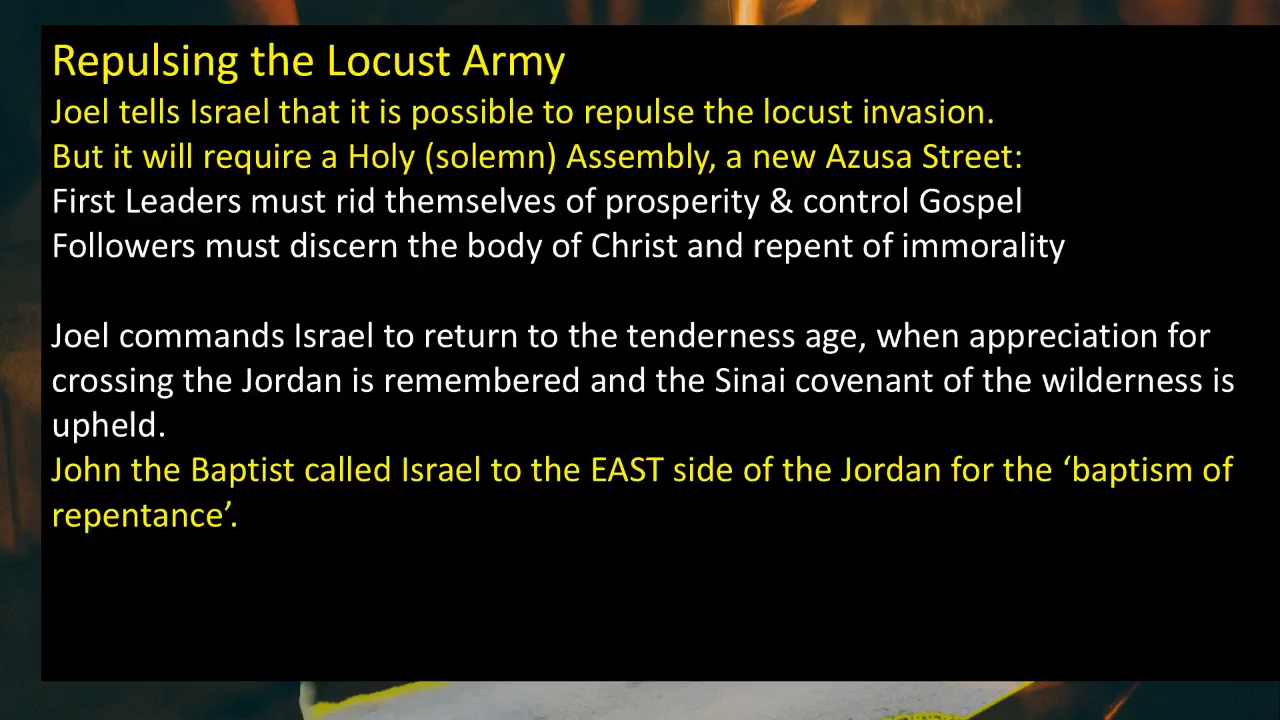 Repulsing the Locust Army
Joel tells Israel that it is possible to repulse the locust invasion.
But it will require a Holy (solemn) Assembly, a new Azusa Street:
First Leaders must rid themselves of prosperity & control Gospel
Followers must discern the body of Christ and repent of immorality
Joel commands Israel to return to the tenderness age, when appreciation for
crossing the Jordan is remembered and the Sinai covenant of the wilderness is
upheld.
John the Baptist called Israel to the EAST side of the Jordan for the ‘baptism of
repentance’.